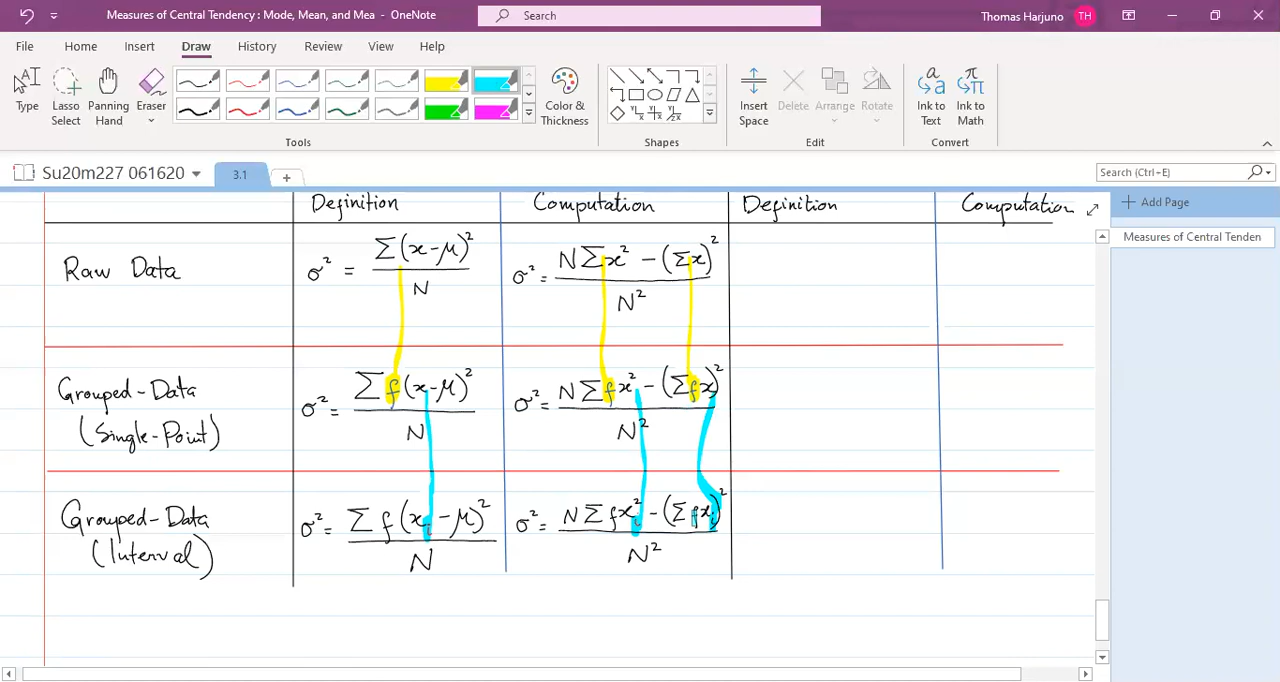 Measures of Central Tendency : Mode, Mean, and Mea - OneNote
Search
Thomas Harjuno
TH
File
Home
Insert
Draw
History
Review
View
Help
Type
Lasso Select
Panning Hand
Eraser
Color & Thickness
Insert Space
Delete
Arrange
Rotate
Ink to Text
Ink to Math
Tools
Shapes
Edit
Convert
Su20m227 061620
3.1
Search (Ctrl+E)
Add Page
Measures of Central Tenden
Definition
Computation
Definition
Computation
Raw Data
σ² = Σ(x-μ)² / N
σ² = NΣx² - (Σx)² / N²
Grouped-Data
(Single-Point)
σ² = Σf(x-μ)² / N
σ² = NΣfx² - (Σfx)² / N²
Grouped-Data
(Interval)
σ² = Σf(xᵢ-μ)² / N
σ² = NΣfxᵢ² - (Σfxᵢ)² / N²